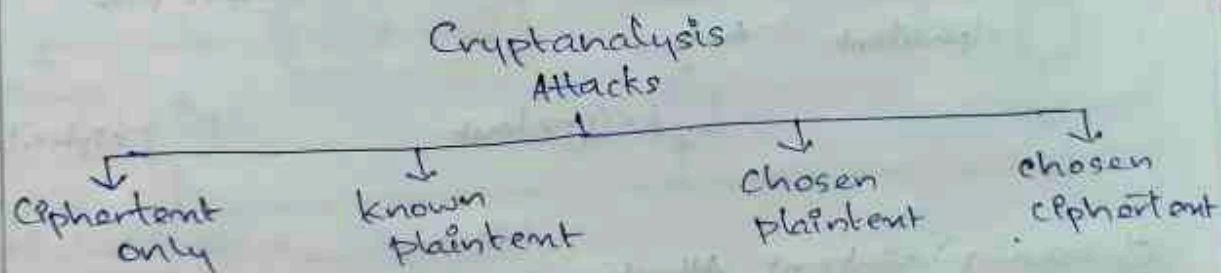 Cryptanalysis
Attacks
Ciphertext only
known plaintext
chosen plaintext
chosen ciphertext